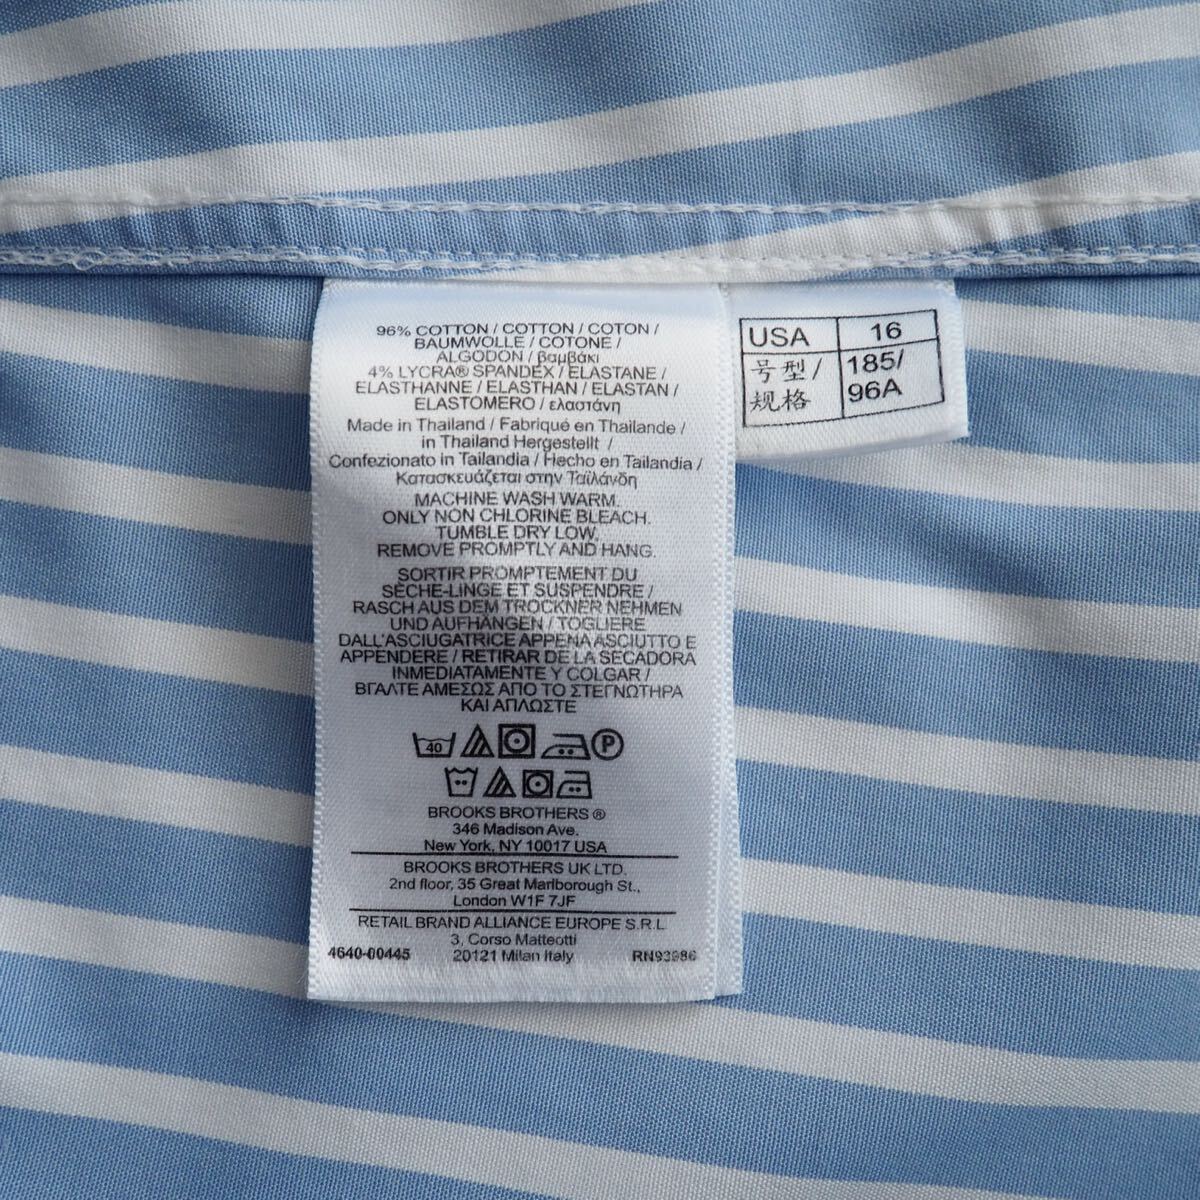 96% COTTON / COTTON / COTON /
BAUMWOLLE / COTONE /
ALGODON / βαμβάκι
4% LYCRA® SPANDEX / ELASTANE /
ELASTHANNE / ELASTHAN / ELASTAN /
ELASTOMERO / ελαστάνη
Made in Thailand / Fabriqué en Thailande /
in Thailand Hergestellt /
Confezionato in Tailandia / Hecho en Tailandia /
Κατασκευάζεται στην Ταϊλάνδη
MACHINE WASH WARM.
ONLY NON CHLORINE BLEACH.
TUMBLE DRY LOW.
REMOVE PROMPTLY AND HANG.
SORTIR PROMPTEMENT DU
SÈCHE-LINGE ET SUSPENDRE /
RASCH AUS DEM TROCKNER NEHMEN
UND AUFHÄNGEN / TOGLIERE
DALL'ASCIUGATRICE APPENA ASCIUTTO E
APPENDERE / RETIRAR DE LA SECADORA
INMEDIATAMENTE Y COLGAR /
ΒΓΑΛΤΕ ΑΜΕΣΩΣ ΑΠΟ ΤΟ ΣΤΕΓΝΩΤΗΡΑ
ΚΑΙ ΑΠΛΩΣΤΕ
40 P
BROOKS BROTHERS ®
346 Madison Ave.
New York, NY 10017 USA
BROOKS BROTHERS UK LTD.
2nd floor, 35 Great Marlborough St.,
London W1F 7JF
RETAIL BRAND ALLIANCE EUROPE S.R.L
3, Corso Matteotti
4640-00445 20121 Milan Italy RN93986
USA 16
号型/ 185/
规格 96A